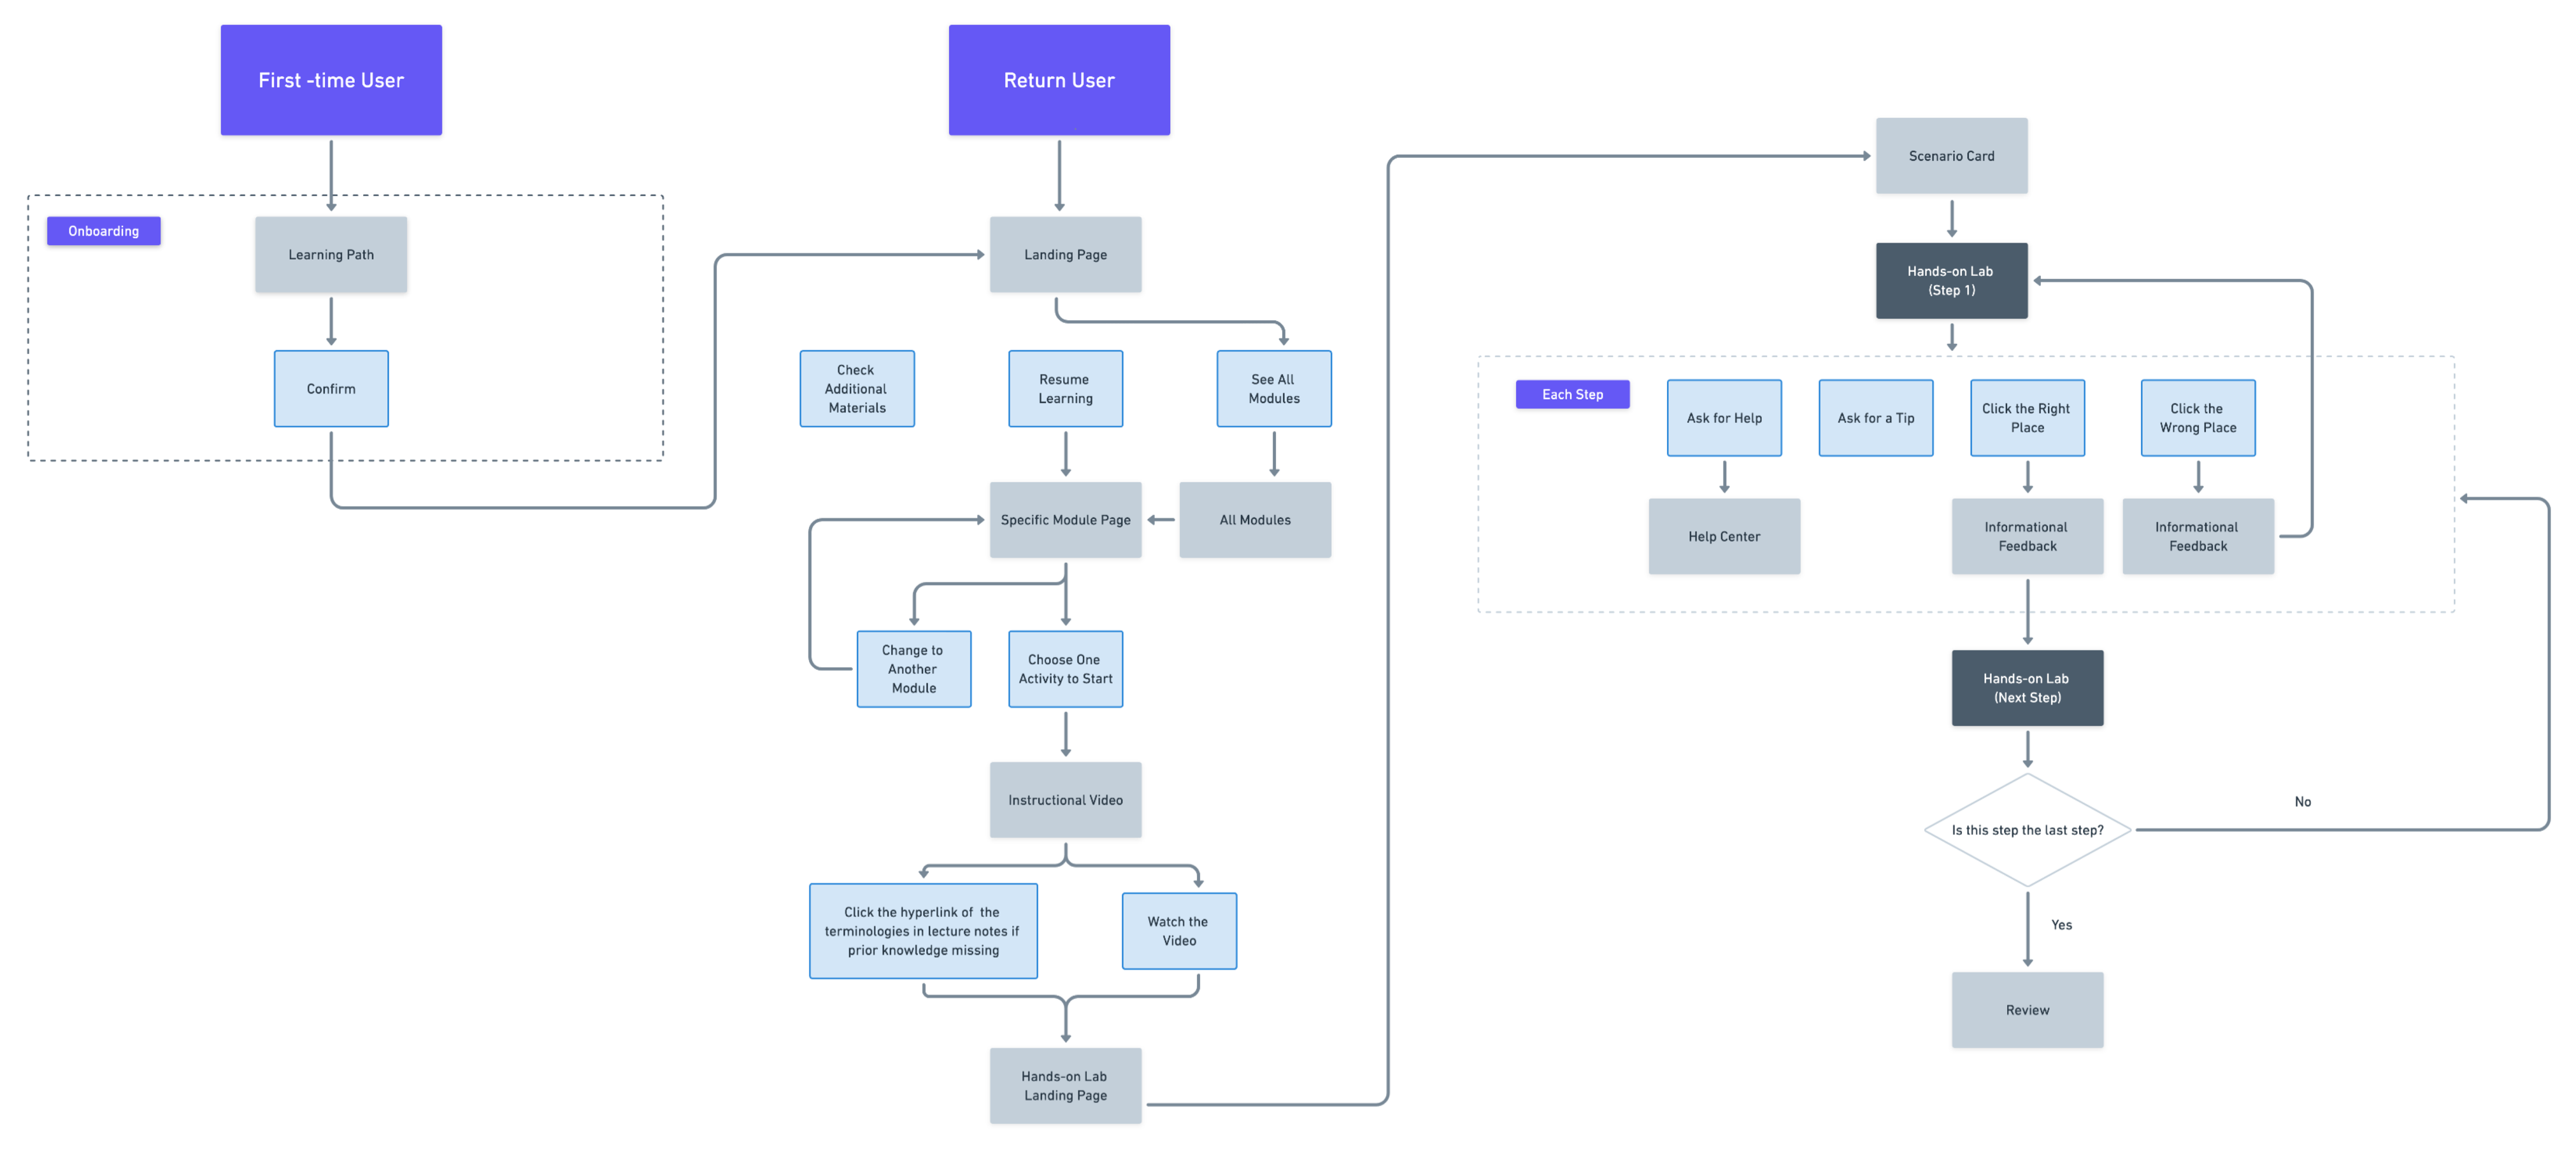 First -time User
Onboarding
Learning Path
Confirm
Return User
Landing Page
Check
Additional
Materials
Resume
Learning
See All
Modules
Specific Module Page
All Modules
Change to
Another
Module
Choose One
Activity to Start
Instructional Video
Click the hyperlink of the
terminologies in lecture notes if
prior knowledge missing
Watch the
Video
Hands-on Lab
Landing Page
Scenario Card
Hands-on Lab
(Step 1)
Each Step
Ask for Help
Ask for a Tip
Click the Right
Place
Click the
Wrong Place
Help Center
Informational
Feedback
Informational
Feedback
Hands-on Lab
(Next Step)
Is this step the last step?
No
Yes
Review